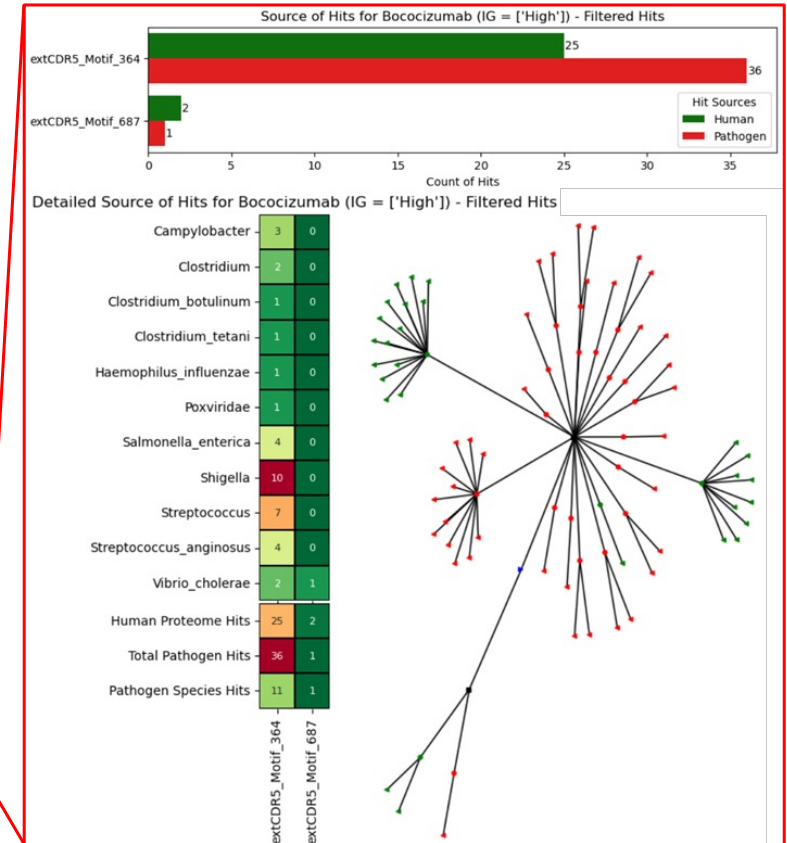 Source of Hits for Bococizumab (IG = ['High']) - Filtered Hits
extCDR5_Motif_364
25
36
extCDR5_Motif_687
2
1
Hit Sources
Human
Pathogen
0 5 10 15 20 25 30 35
Count of Hits
Detailed Source of Hits for Bococizumab (IG = ['High']) - Filtered Hits
Campylobacter 3 0
Clostridium 2 0
Clostridium_botulinum 1 0
Clostridium_tetani 1 0
Haemophilus_influenzae 1 0
Poxviridae 1 0
Salmonella_enterica 4 0
Shigella 10 0
Streptococcus 7 0
Streptococcus_anginosus 4 0
Vibrio_cholerae 2 1
Human Proteome Hits 25 2
Total Pathogen Hits 36 1
Pathogen Species Hits 11 1
extCDR5_Motif_364
extCDR5_Motif_687